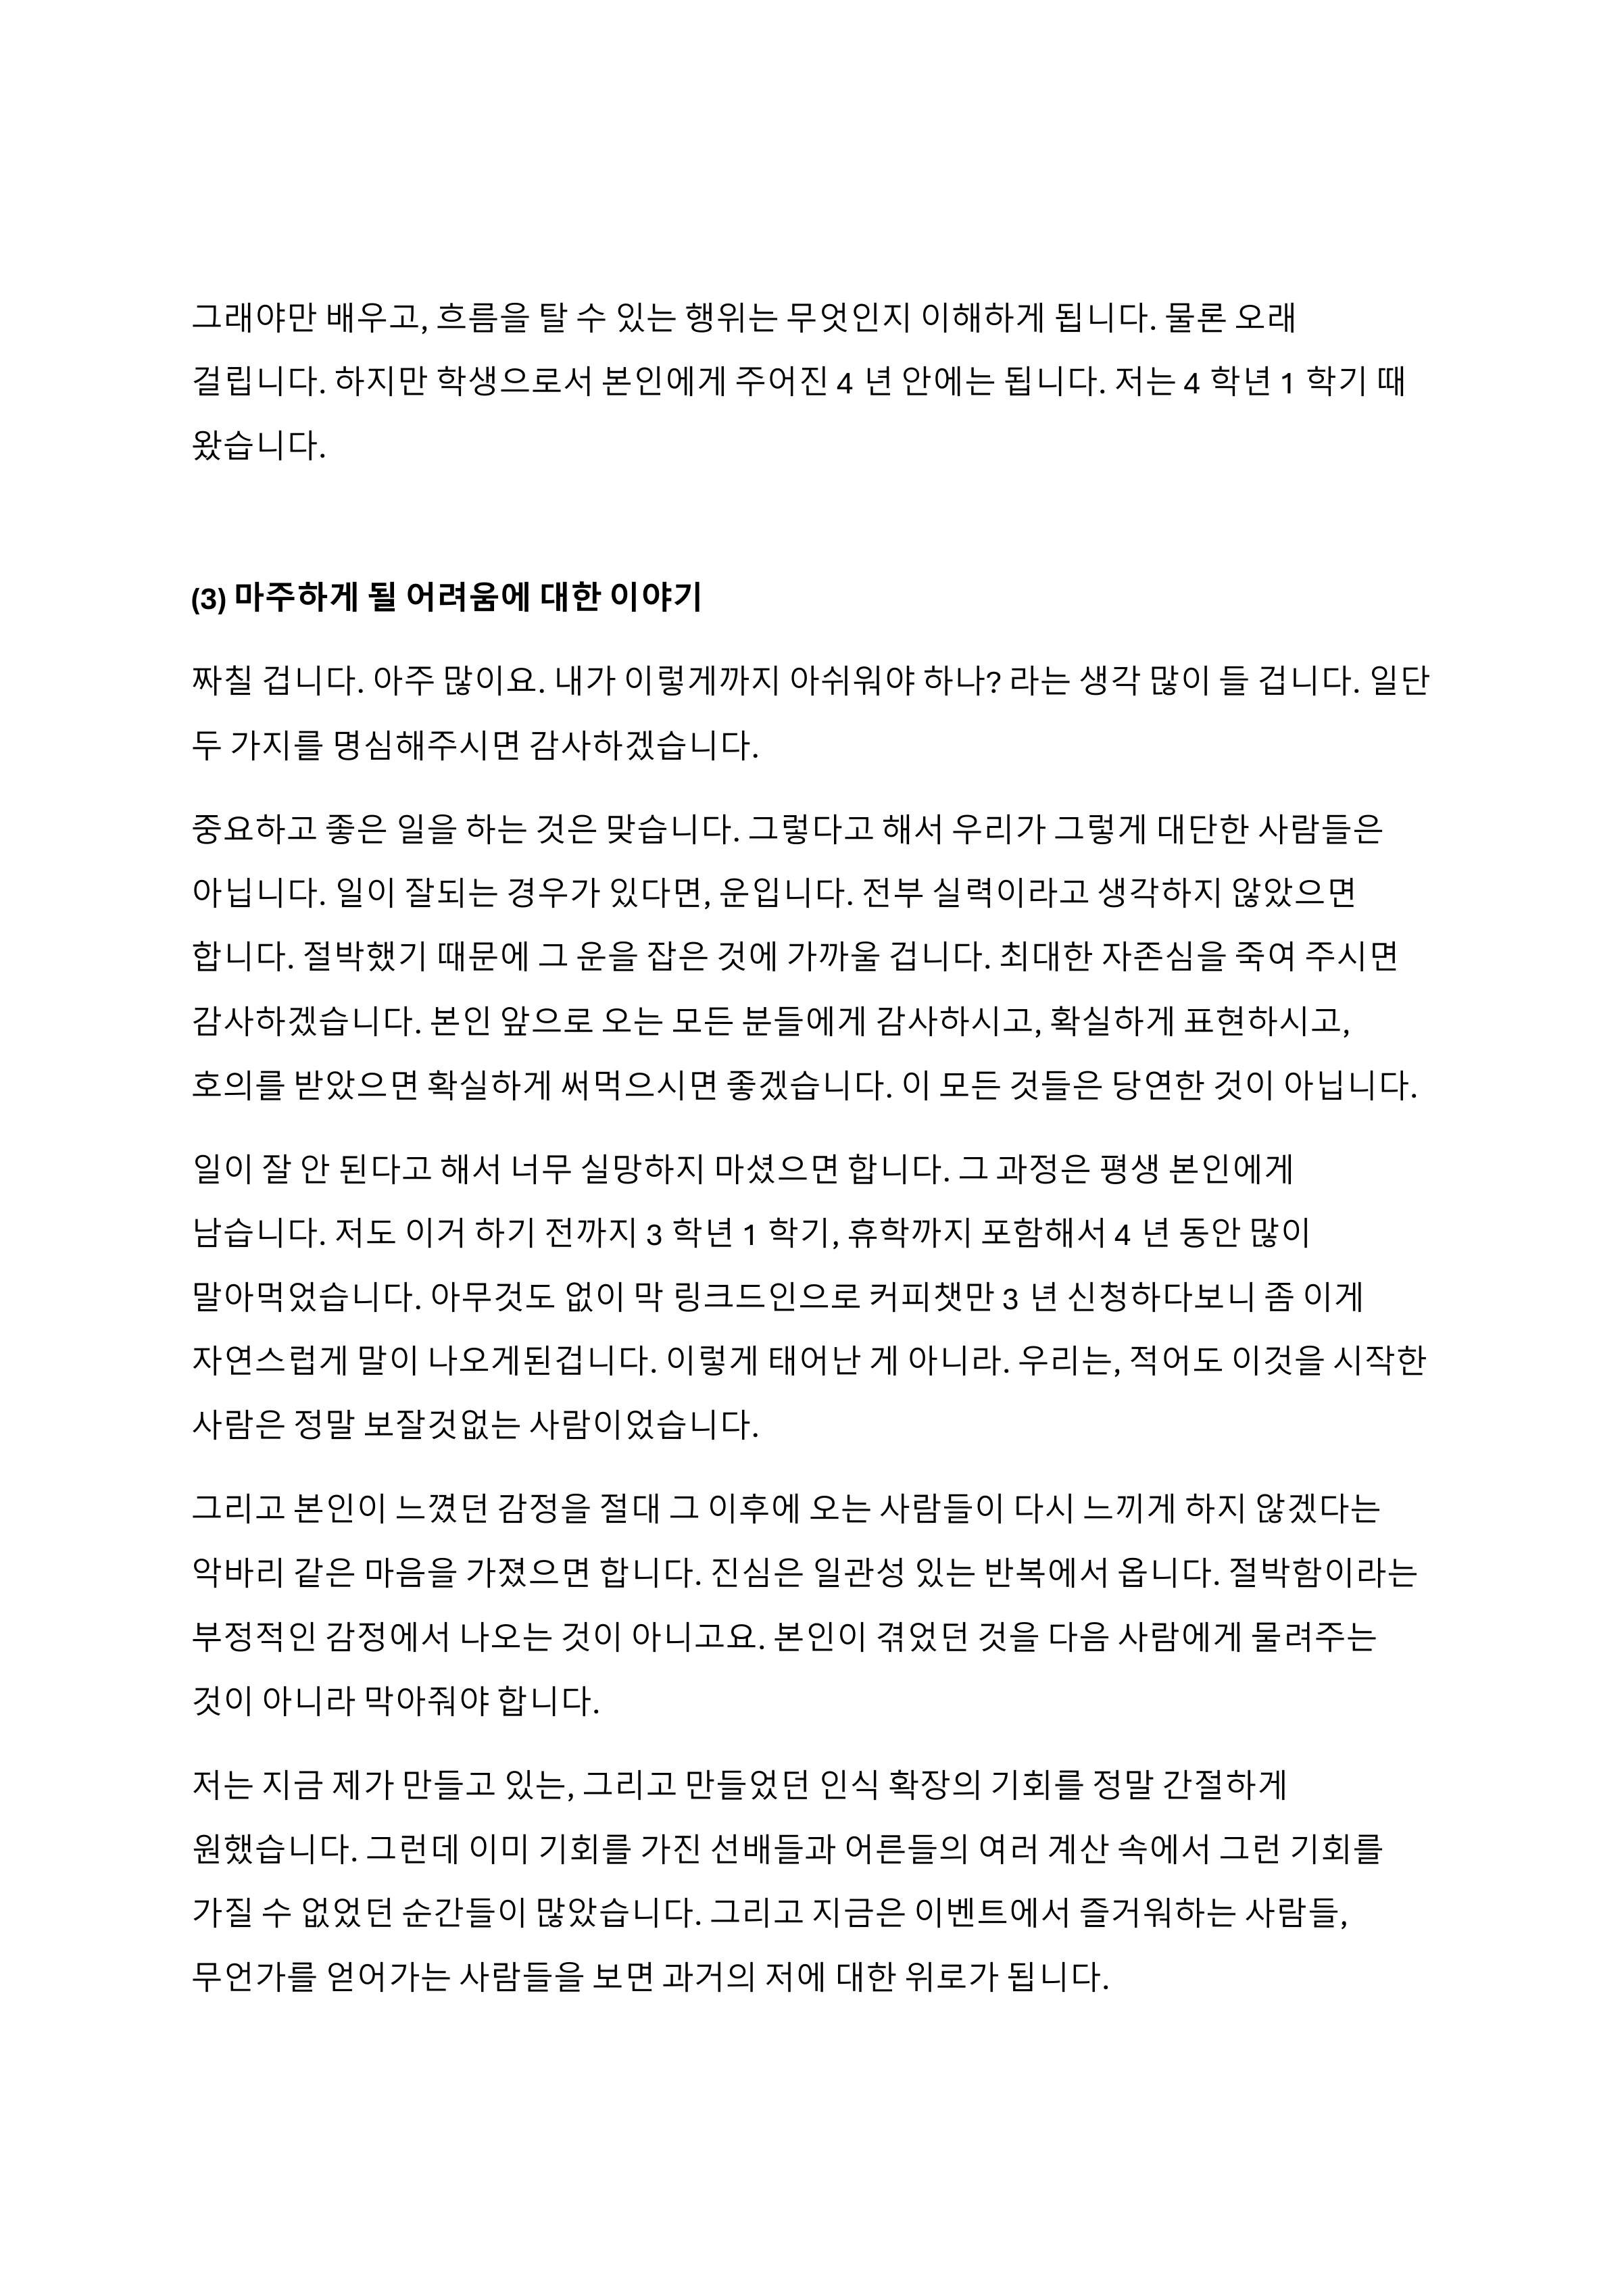 그래야만 배우고, 흐름을 탈 수 있는 행위는 무엇인지 이해하게 됩니다. 물론 오래
걸립니다. 하지만 학생으로서 본인에게 주어진 4 년 안에는 됩니다. 저는 4 학년 1 학기 때
왔습니다.
(3) 마주하게 될 어려움에 대한 이야기
짜칠 겁니다. 아주 많이요. 내가 이렇게까지 아쉬워야 하나? 라는 생각 많이 들 겁니다. 일단
두 가지를 명심해주시면 감사하겠습니다.
중요하고 좋은 일을 하는 것은 맞습니다. 그렇다고 해서 우리가 그렇게 대단한 사람들은
아닙니다. 일이 잘되는 경우가 있다면, 운입니다. 전부 실력이라고 생각하지 않았으면
합니다. 절박했기 때문에 그 운을 잡은 것에 가까울 겁니다. 최대한 자존심을 죽여 주시면
감사하겠습니다. 본인 앞으로 오는 모든 분들에게 감사하시고, 확실하게 표현하시고,
호의를 받았으면 확실하게 써먹으시면 좋겠습니다. 이 모든 것들은 당연한 것이 아닙니다.
일이 잘 안 된다고 해서 너무 실망하지 마셨으면 합니다. 그 과정은 평생 본인에게
남습니다. 저도 이거 하기 전까지 3 학년 1 학기, 휴학까지 포함해서 4 년 동안 많이
말아먹었습니다. 아무것도 없이 막 링크드인으로 커피챗만 3 년 신청하다보니 좀 이게
자연스럽게 말이 나오게된겁니다. 이렇게 태어난 게 아니라. 우리는, 적어도 이것을 시작한
사람은 정말 보잘것없는 사람이었습니다.
그리고 본인이 느꼈던 감정을 절대 그 이후에 오는 사람들이 다시 느끼게 하지 않겠다는
악바리 같은 마음을 가졌으면 합니다. 진심은 일관성 있는 반복에서 옵니다. 절박함이라는
부정적인 감정에서 나오는 것이 아니고요. 본인이 겪었던 것을 다음 사람에게 물려주는
것이 아니라 막아줘야 합니다.
저는 지금 제가 만들고 있는, 그리고 만들었던 인식 확장의 기회를 정말 간절하게
원했습니다. 그런데 이미 기회를 가진 선배들과 어른들의 여러 계산 속에서 그런 기회를
가질 수 없었던 순간들이 많았습니다. 그리고 지금은 이벤트에서 즐거워하는 사람들,
무언가를 얻어가는 사람들을 보면 과거의 저에 대한 위로가 됩니다.